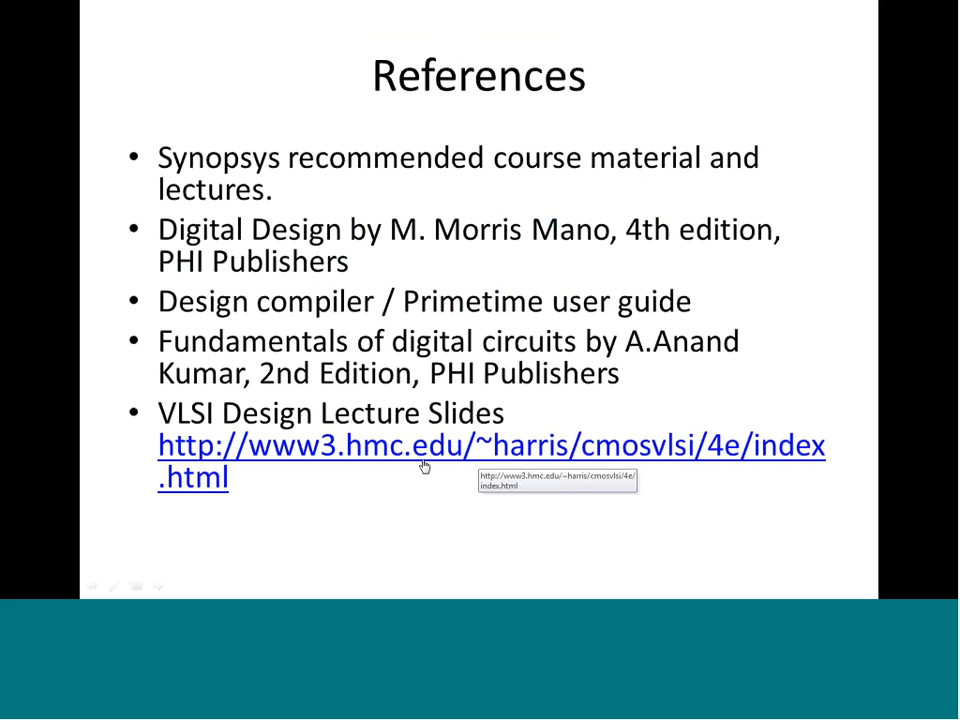 References
• Synopsys recommended course material and
lectures.
• Digital Design by M. Morris Mano, 4th edition,
PHI Publishers
• Design compiler / Primetime user guide
• Fundamentals of digital circuits by A.Anand
Kumar, 2nd Edition, PHI Publishers
• VLSI Design Lecture Slides
http://www3.hmc.edu/~harris/cmosvlsi/4e/index
.html
http://www3.hmc.edu/~harris/cmosvlsi/4e/
index.html